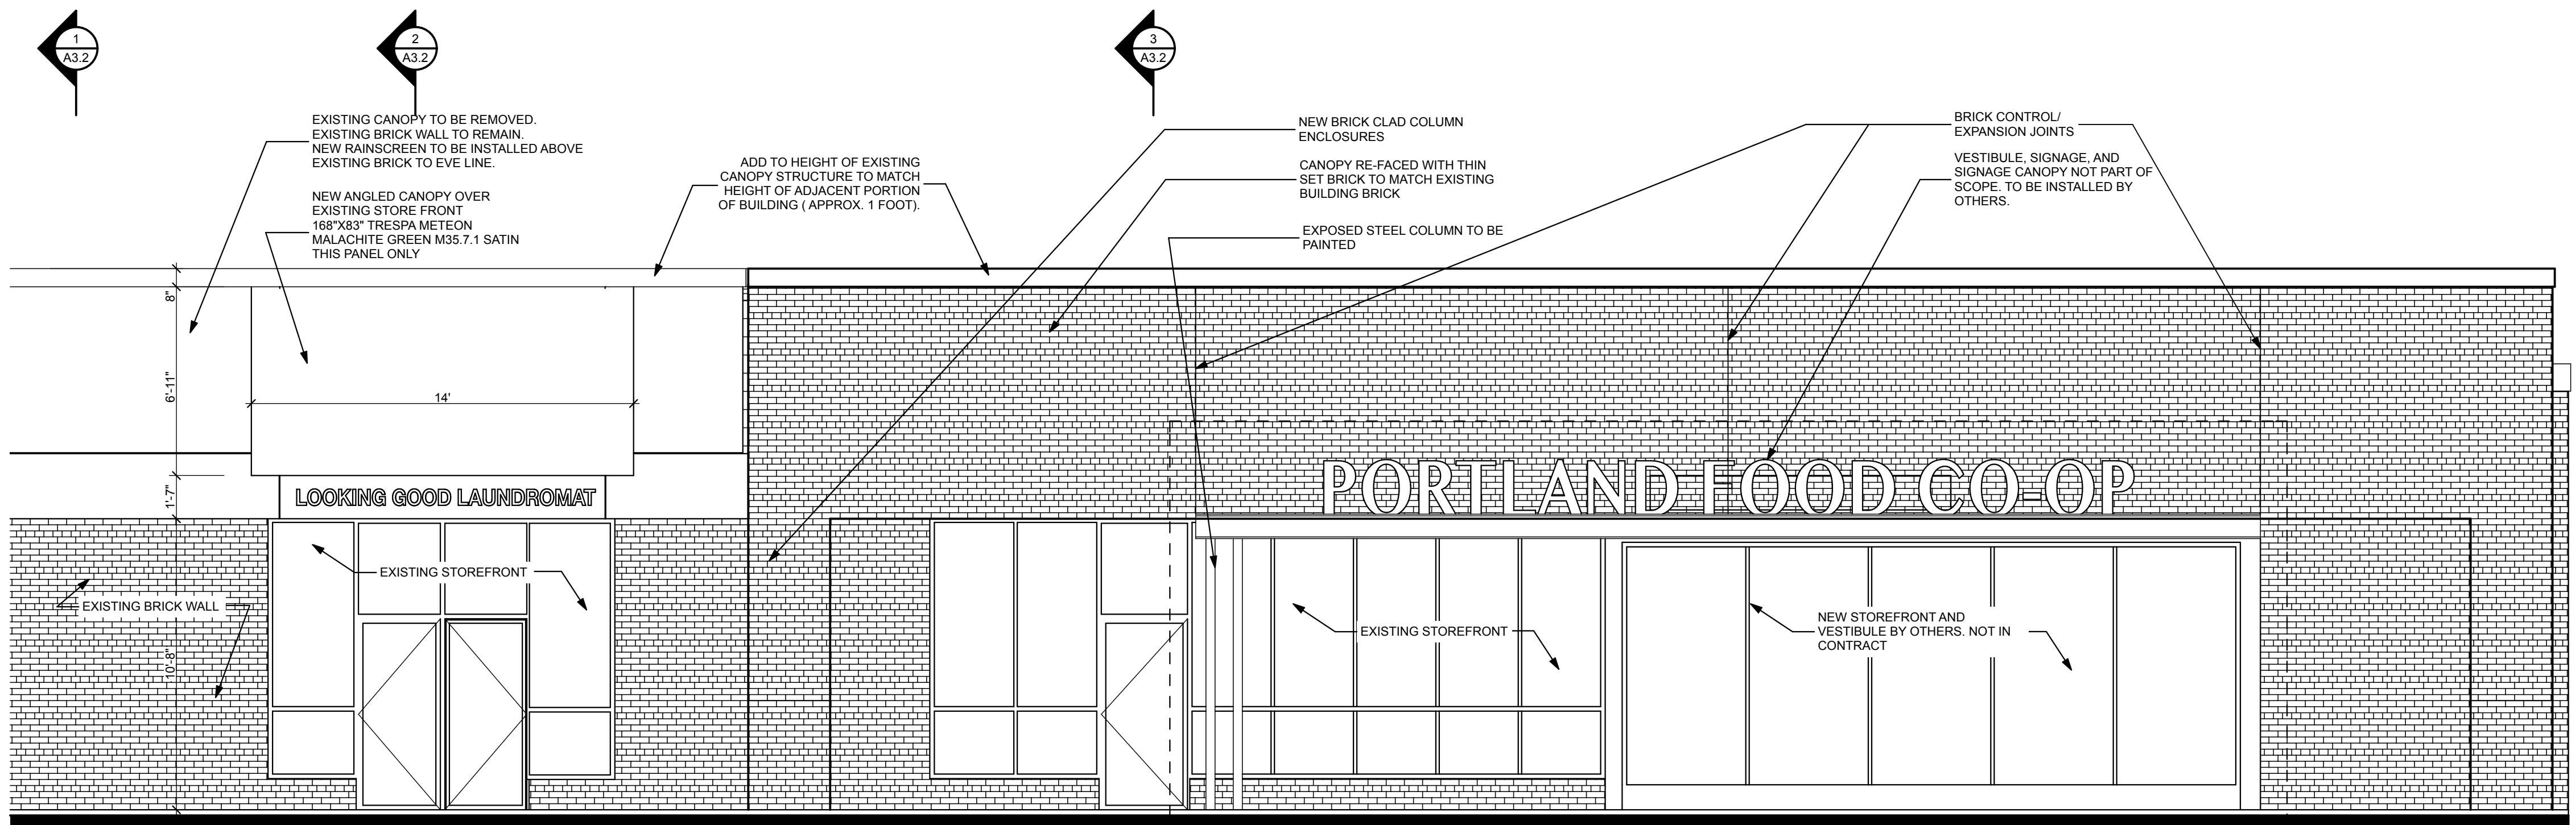 1
A3.2
2
A3.2
3
A3.2
EXISTING CANOPY TO BE REMOVED.
EXISTING BRICK WALL TO REMAIN.
NEW RAINSCREEN TO BE INSTALLED ABOVE
EXISTING BRICK TO EVE LINE.
NEW ANGLED CANOPY OVER
EXISTING STORE FRONT
168"X83" TRESPA METEON
MALACHITE GREEN M35.7.1 SATIN
THIS PANEL ONLY
ADD TO HEIGHT OF EXISTING
CANOPY STRUCTURE TO MATCH
HEIGHT OF ADJACENT PORTION
OF BUILDING ( APPROX. 1 FOOT).
NEW BRICK CLAD COLUMN
ENCLOSURES
CANOPY RE-FACED WITH THIN
SET BRICK TO MATCH EXISTING
BUILDING BRICK
EXPOSED STEEL COLUMN TO BE
PAINTED
BRICK CONTROL/
EXPANSION JOINTS
VESTIBULE, SIGNAGE, AND
SIGNAGE CANOPY NOT PART OF
SCOPE. TO BE INSTALLED BY
OTHERS.
8"
6'-11"
14'
1'-7"
10'-8"
LOOKING GOOD LAUNDROMAT
PORTLAND FOOD CO-OP
EXISTING STOREFRONT
EXISTING BRICK WALL
EXISTING STOREFRONT
NEW STOREFRONT AND
VESTIBULE BY OTHERS. NOT IN
CONTRACT